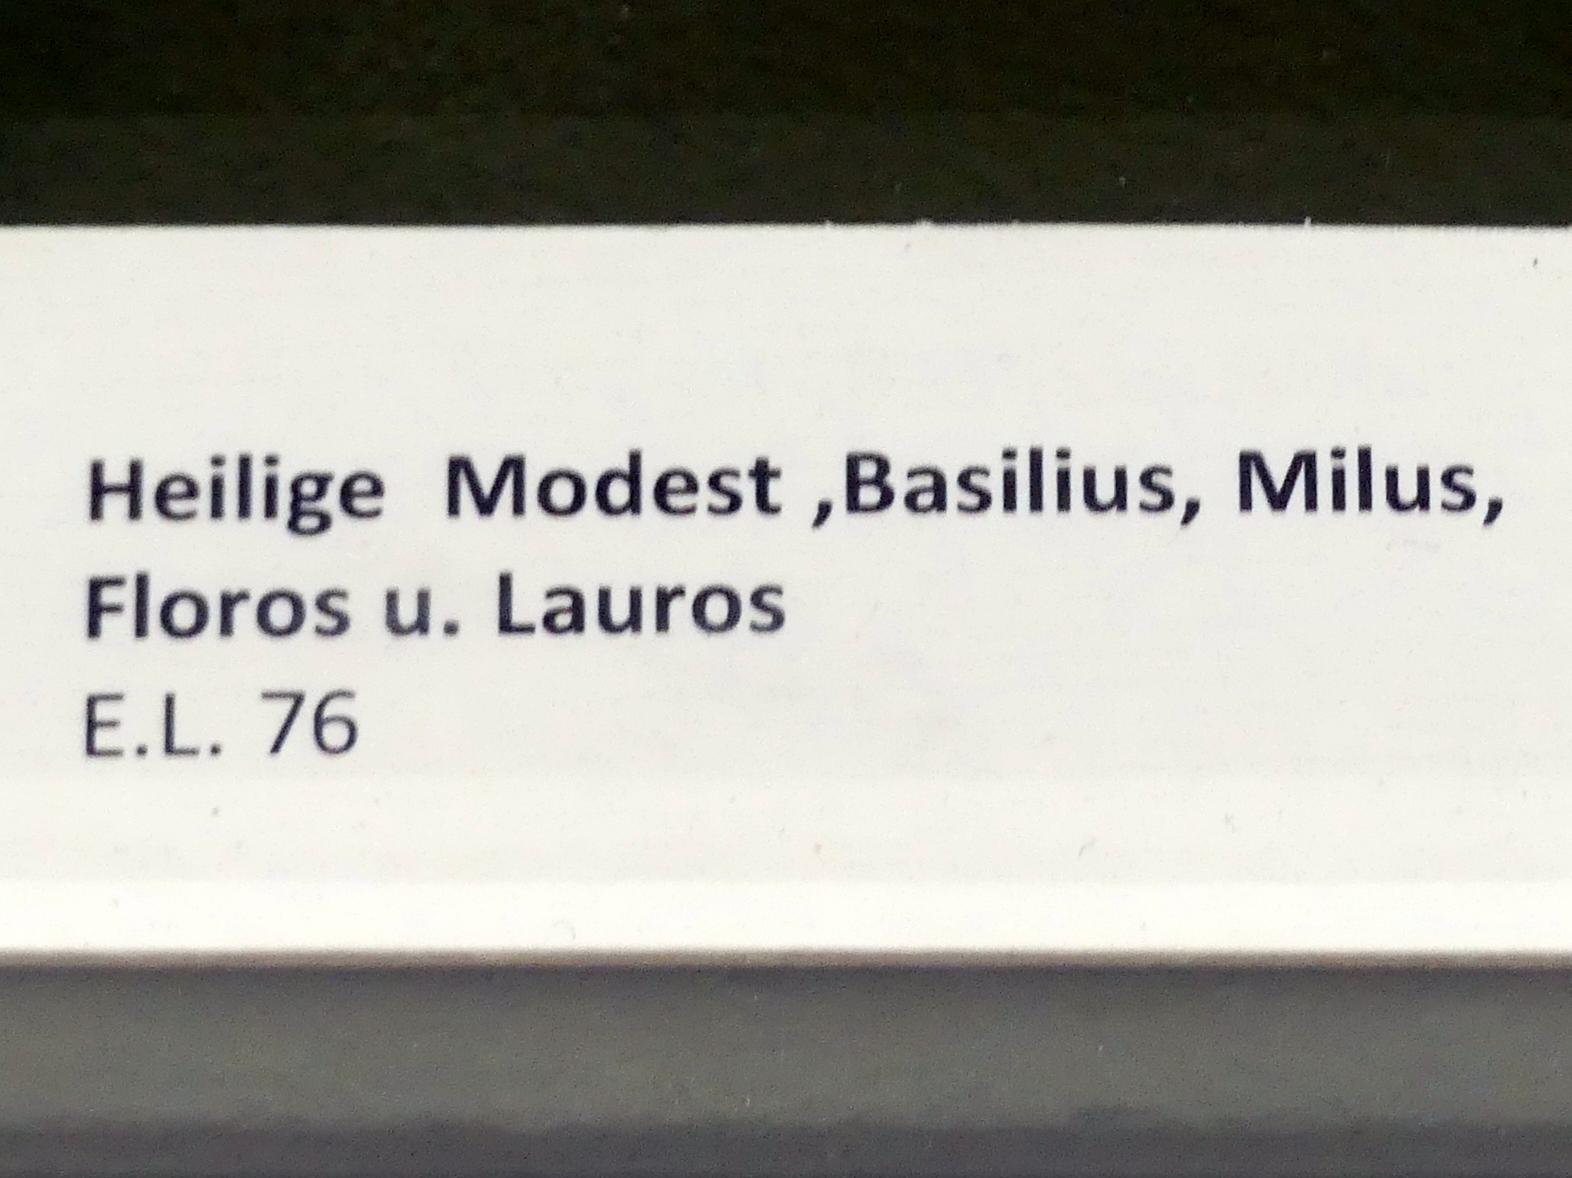 Heilige  Modest ,Basilius, Milus,
Floros u. Lauros
E.L. 76